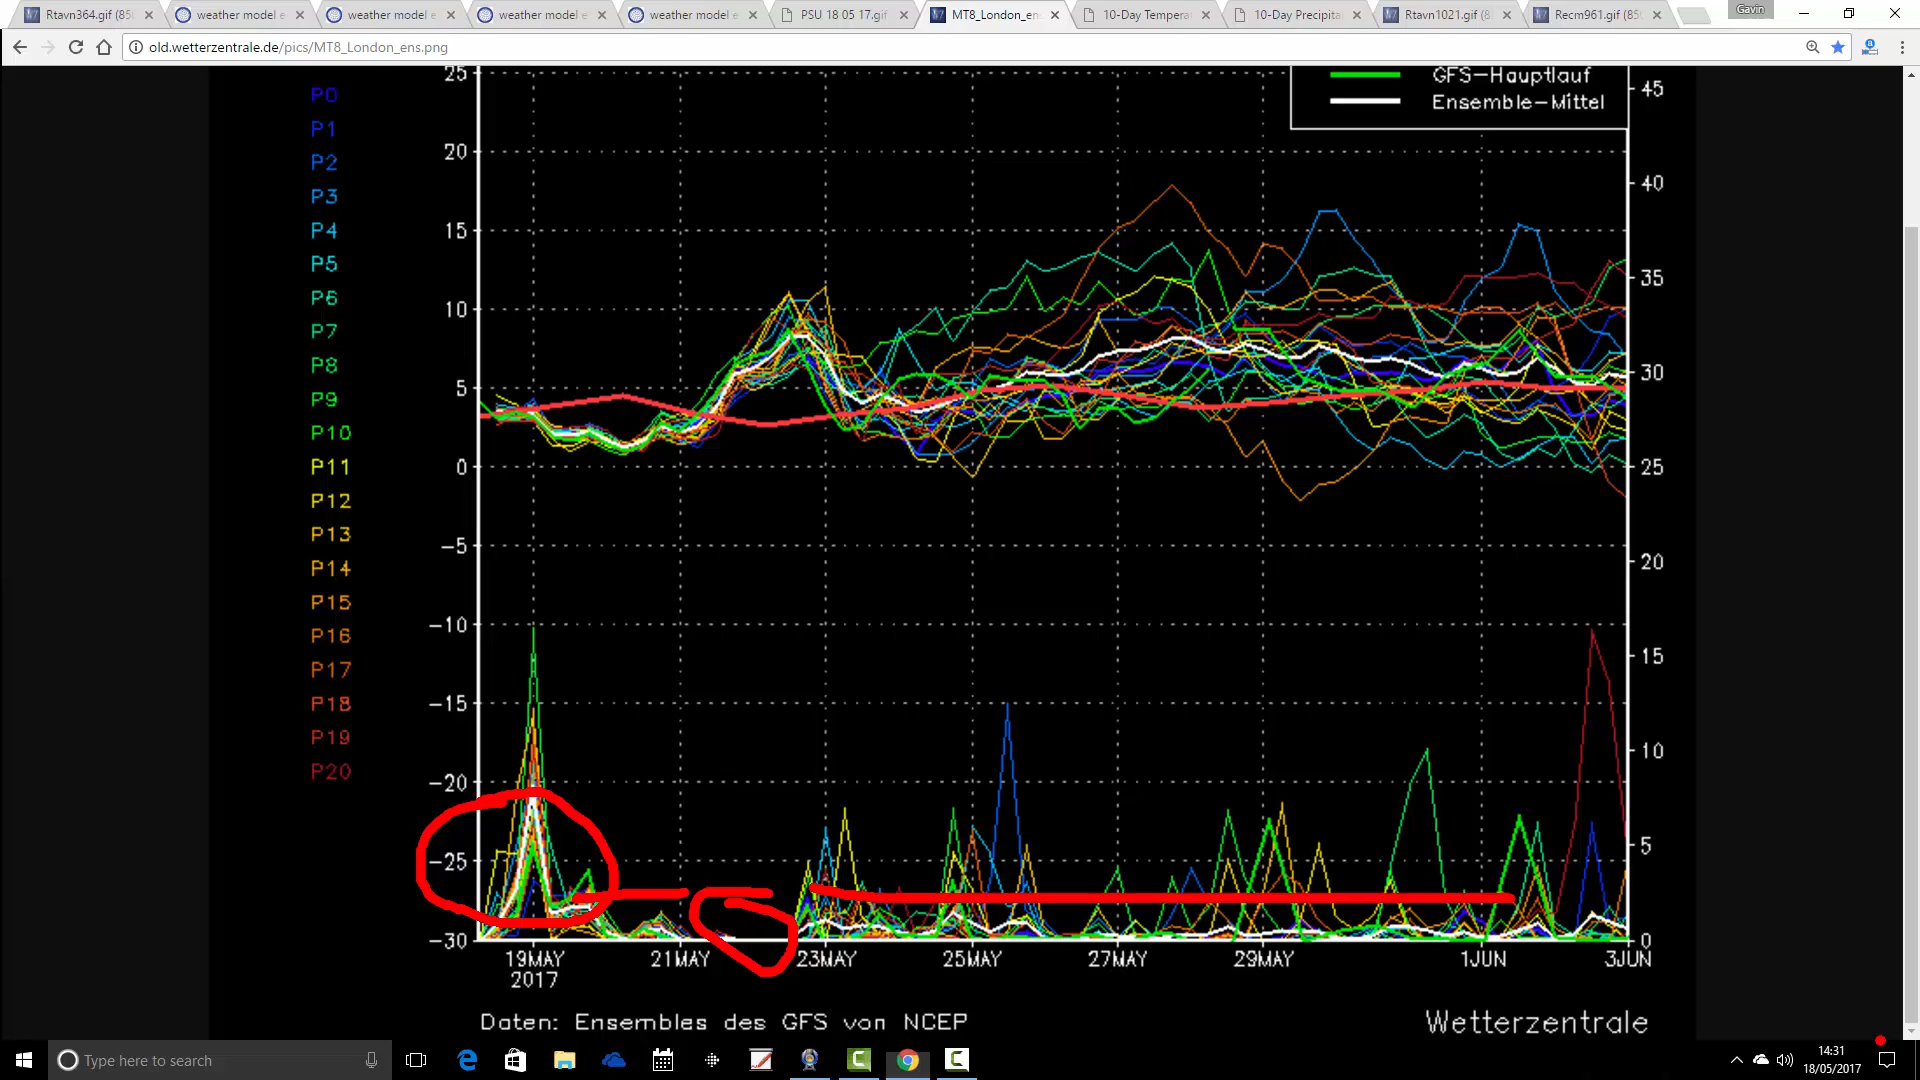 Rtavn364.gif (85
weather model e
weather model e
weather model e
weather model e
PSU 18 05 17.gif
MT8_London_en
10-Day Tempera
10-Day Precipita
Rtavn1021.gif (8
Recm961.gif (85
Gavin
old.wetterzentrale.de/pics/MT8_London_ens.png
GFS-Hauptlauf
Ensemble-Mittel
P0
P1
P2
P3
P4
P5
P6
P7
P8
P9
P10
P11
P12
P13
P14
P15
P16
P17
P18
P19
P20
25
20
15
10
5
0
-5
-10
-15
-20
-25
-30
45
40
35
30
25
20
15
10
5
0
19MAY 21MAY 23MAY 25MAY 27MAY 29MAY 1JUN 3JUN
2017
Daten: Ensembles des GFS von NCEP
Wetterzentrale
Type here to search
14:31
18/05/2017